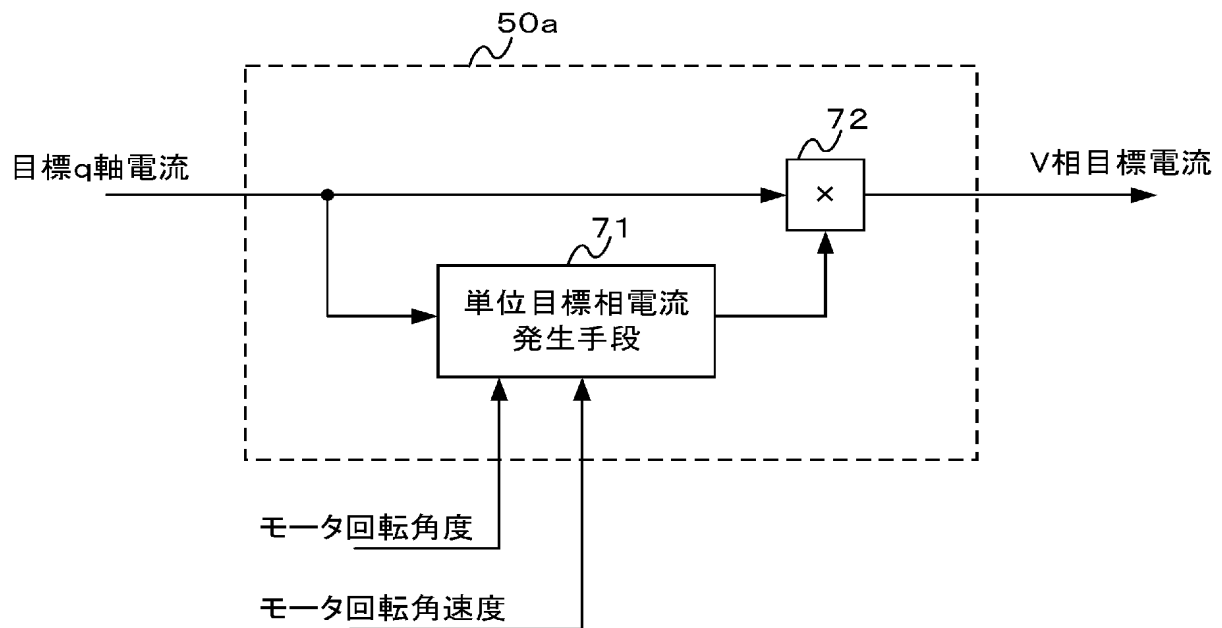 50a
72
目標q軸電流
V相目標電流
×
71
単位目標相電流
発生手段
モータ回転角度
モータ回転角速度